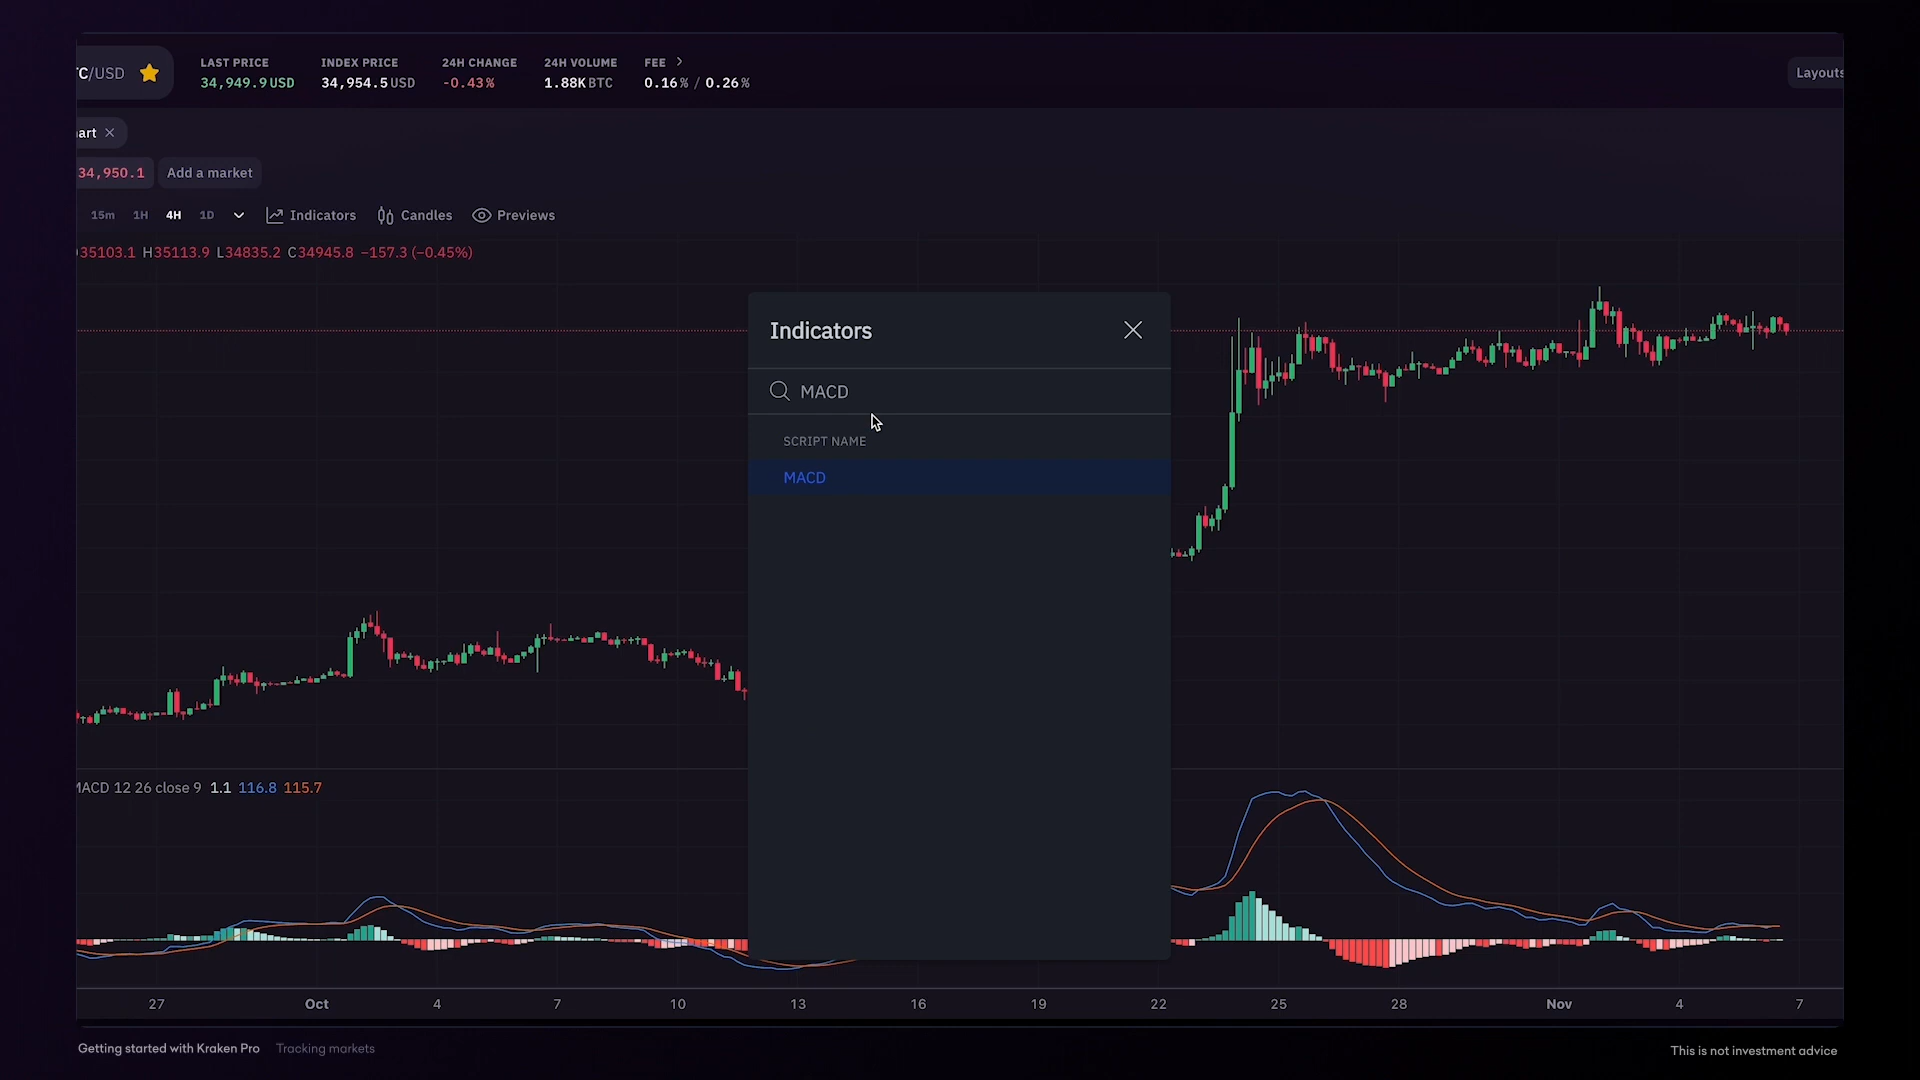 TC/USD
LAST PRICE INDEX PRICE 24H CHANGE 24H VOLUME FEE
34,949.9 USD 34,954.5 USD -0.43% 1.88K BTC 0.16% / 0.26%
Layouts
art
34,950.1 Add a market
15m 1H 4H 1D Indicators Candles Previews
35103.1 H35113.9 L34835.2 C34945.8 −157.3 (−0.45%)
Indicators
MACD
SCRIPT NAME
MACD
MACD 12 26 close 9 1.1 116.8 115.7
27 Oct 4 7 10 13 16 19 22 25 28 Nov 4 7
Getting started with Kraken Pro Tracking markets
This is not investment advice